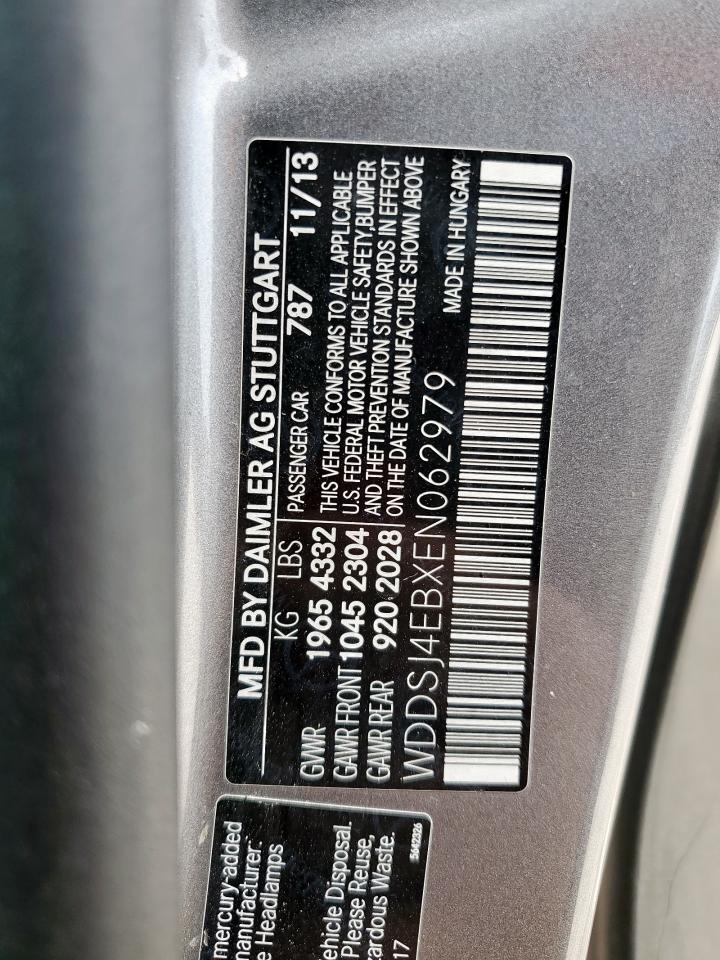 MFD BY DAIMLER AG STUTTGART
KG LBS PASSENGER CAR 787 11/13
GVWR 1965 4332 THIS VEHICLE CONFORMS TO ALL APPLICABLE
GAWR FRONT 1045 2304 U.S. FEDERAL MOTOR VEHICLE SAFETY,BUMPER
GAWR REAR 920 2028 AND THEFT PREVENTION STANDARDS IN EFFECT
ON THE DATE OF MANUFACTURE SHOWN ABOVE
WDDSJ4EBXEN062979 MADE IN HUNGARY
mercury-added
manufacturer:
e Headlamps
ehicle Disposal.
Please Reuse,
ardous Waste.
17
5642326